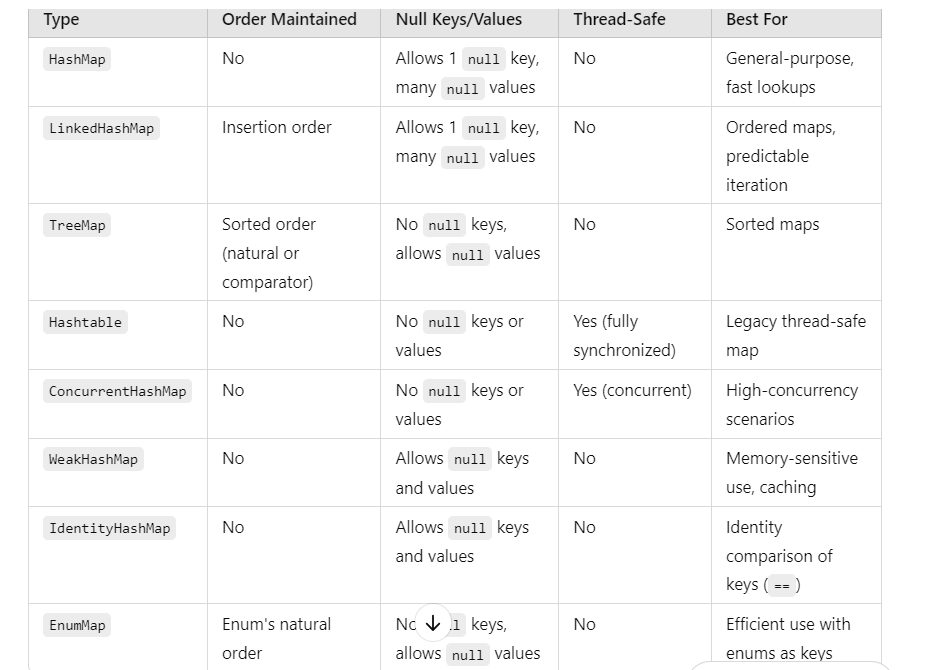 Type Order Maintained Null Keys/Values Thread-Safe Best For
HashMap No Allows 1 null key, No General-purpose,
many null values fast lookups
LinkedHashMap Insertion order Allows 1 null key, No Ordered maps,
many null values predictable
iteration
TreeMap Sorted order No null keys, No Sorted maps
(natural or allows null values
comparator)
Hashtable No No null keys or Yes (fully Legacy thread-safe
values synchronized) map
ConcurrentHashMap No No null keys or Yes (concurrent) High-concurrency
values scenarios
WeakHashMap No Allows null keys No Memory-sensitive
and values use, caching
IdentityHashMap No Allows null keys No Identity
and values comparison of
keys (==)
EnumMap Enum's natural No keys, No Efficient use with
order allows null values enums as keys